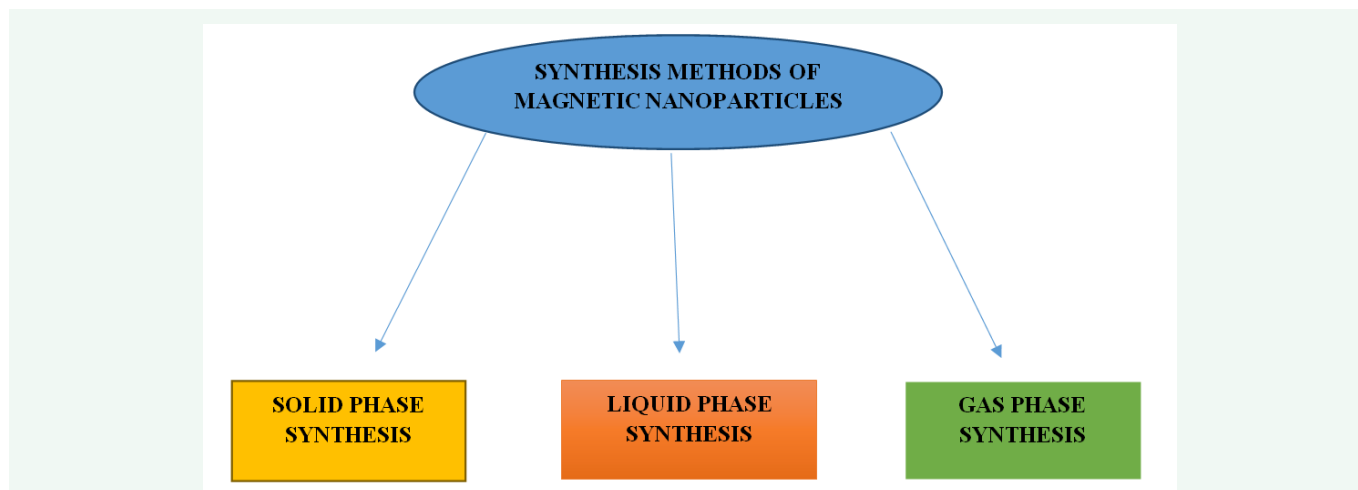 SYNTHESIS METHODS OF
MAGNETIC NANOPARTICLES
SOLID PHASE
SYNTHESIS
LIQUID PHASE
SYNTHESIS
GAS PHASE
SYNTHESIS